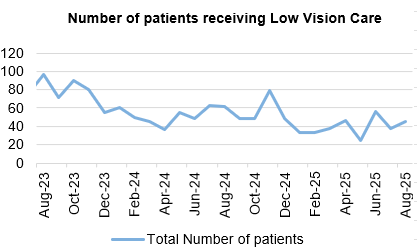 Number of patients receiving Low Vision Care
120
100
80
60
40
20
0
Aug-23
Oct-23
Dec-23
Feb-24
Apr-24
Jun-24
Aug-24
Oct-24
Dec-24
Feb-25
Apr-25
Jun-25
Aug-25
Total Number of patients